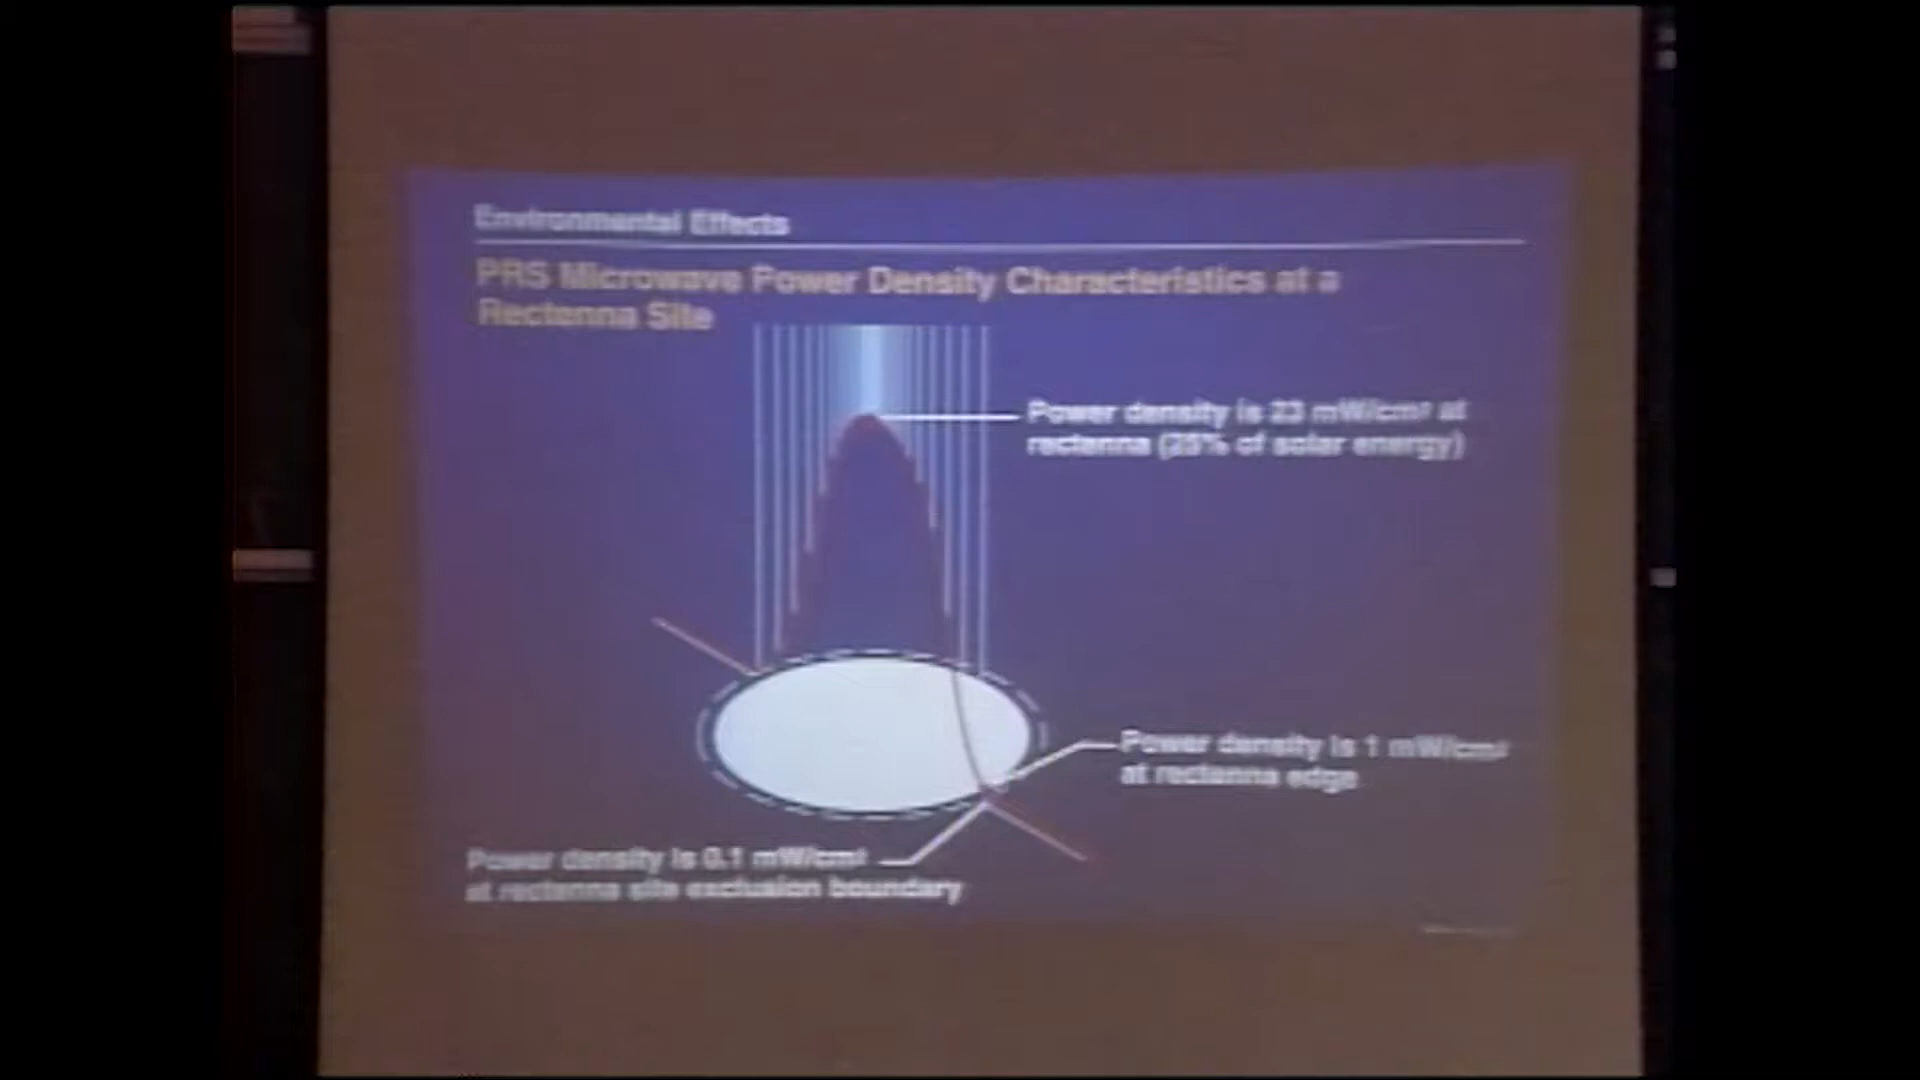 Environmental Effects
PRS Microwave Power Density Characteristics at a
Rectenna Site
Power density is 23 mW/cm² at
rectenna (25% of solar energy)
Power density is 1 mW/cm²
at rectenna edge
Power density is 0.1 mW/cm²
at rectenna site exclusion boundary